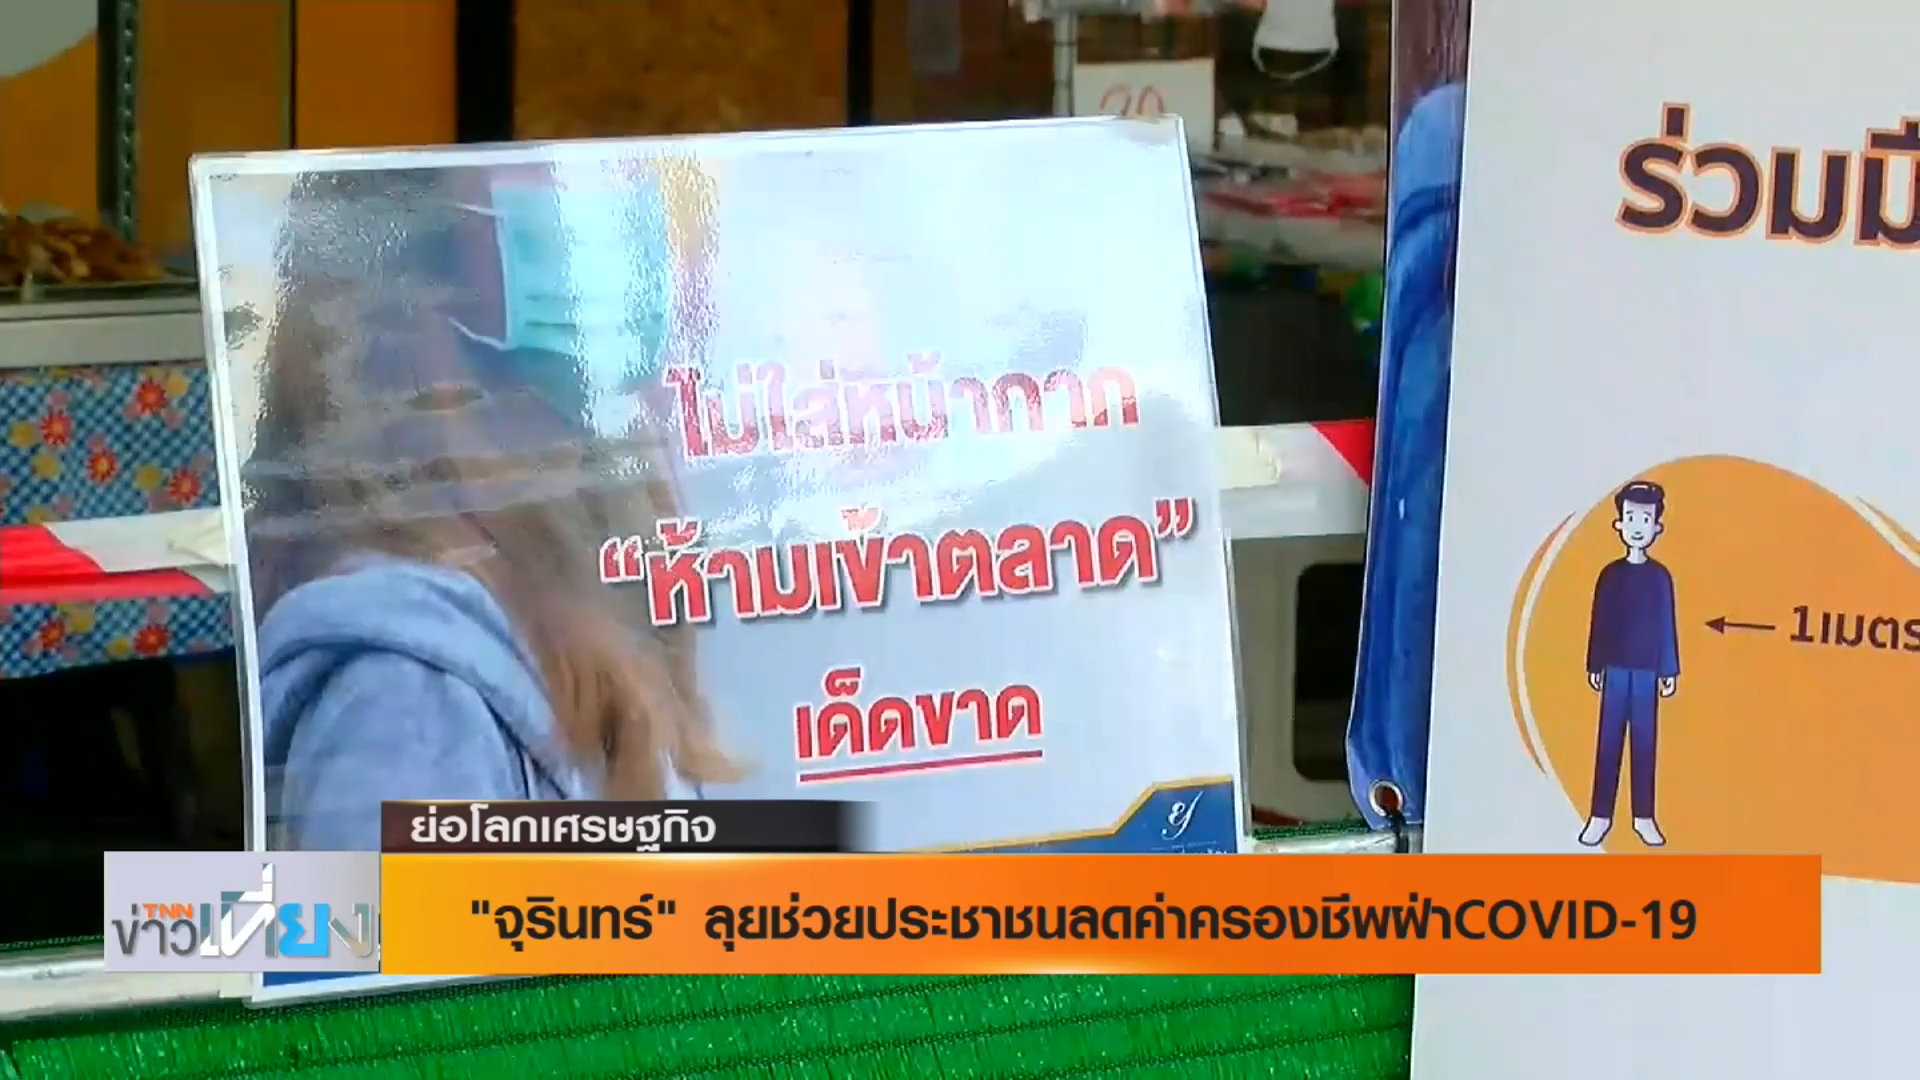 ร่วมมื
ไม่ใส่หน้ากาก
“ห้ามเข้าตลาด”
เด็ดขาด
1เมตร
ย่อโลกเศรษฐกิจ
TNN
ข่าวเที่ยง
"จุรินทร์" ลุยช่วยประชาชนลดค่าครองชีพฝ่าCOVID-19